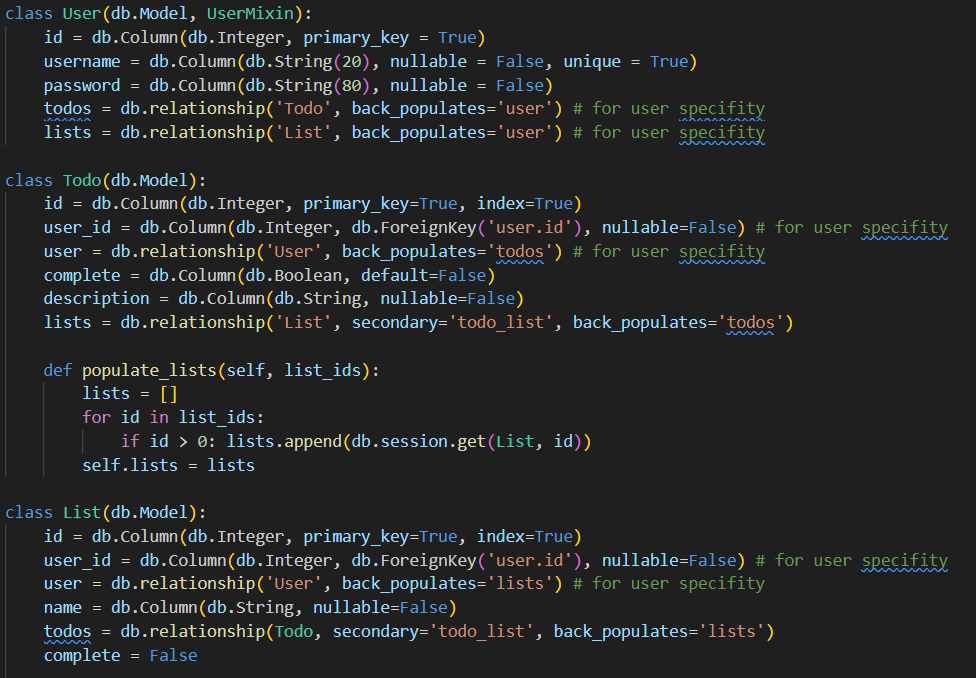 class User(db.Model, UserMixin):
    id = db.Column(db.Integer, primary_key = True)
    username = db.Column(db.String(20), nullable = False, unique = True)
    password = db.Column(db.String(80), nullable = False)
    todos = db.relationship('Todo', back_populates='user') # for user specifity
    lists = db.relationship('List', back_populates='user') # for user specifity

class Todo(db.Model):
    id = db.Column(db.Integer, primary_key=True, index=True)
    user_id = db.Column(db.Integer, db.ForeignKey('user.id'), nullable=False) # for user specifity
    user = db.relationship('User', back_populates='todos') # for user specifity
    complete = db.Column(db.Boolean, default=False)
    description = db.Column(db.String, nullable=False)
    lists = db.relationship('List', secondary='todo_list', back_populates='todos')

    def populate_lists(self, list_ids):
        lists = []
        for id in list_ids:
            if id > 0: lists.append(db.session.get(List, id))
        self.lists = lists

class List(db.Model):
    id = db.Column(db.Integer, primary_key=True, index=True)
    user_id = db.Column(db.Integer, db.ForeignKey('user.id'), nullable=False) # for user specifity
    user = db.relationship('User', back_populates='lists') # for user specifity
    name = db.Column(db.String, nullable=False)
    todos = db.relationship(Todo, secondary='todo_list', back_populates='lists')
    complete = False